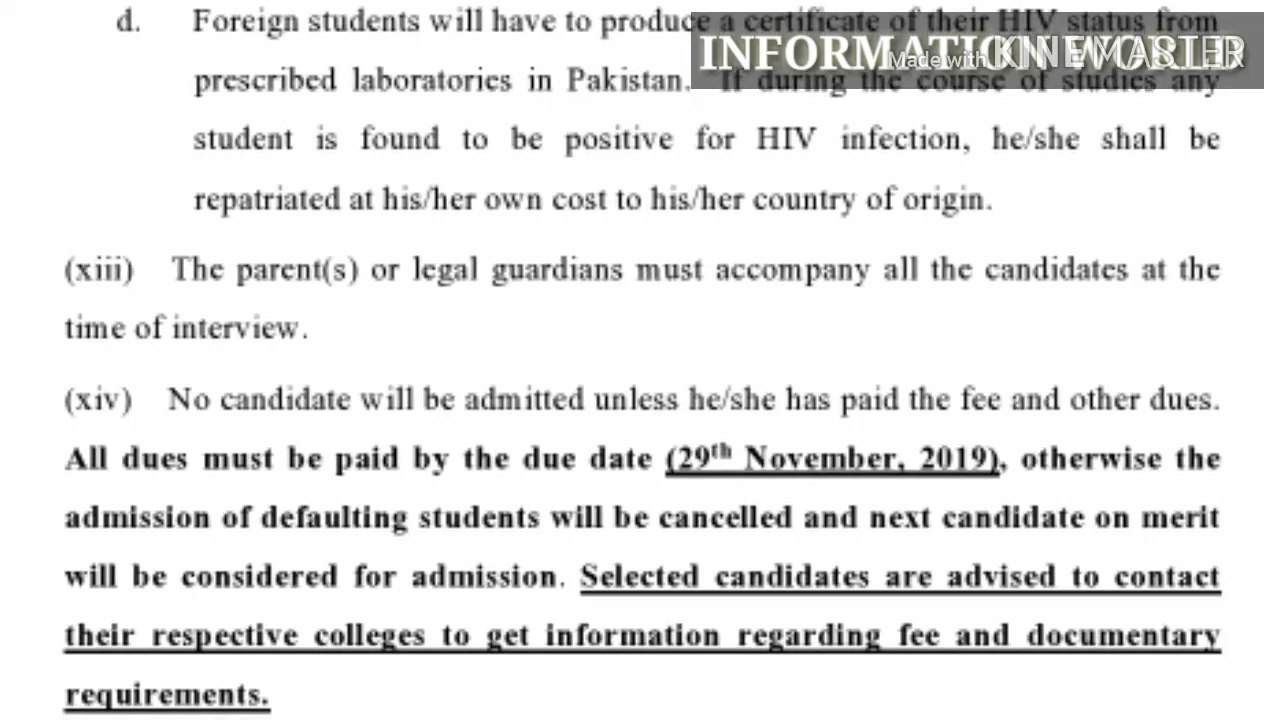 d. Foreign students will have to produce a certificate of their HIV status from
INFORMATION
Made with KINEMASTER
prescribed laboratories in Pakistan. If during the course of studies any
student is found to be positive for HIV infection, he/she shall be
repatriated at his/her own cost to his/her country of origin.
(xiii) The parent(s) or legal guardians must accompany all the candidates at the
time of interview.
(xiv) No candidate will be admitted unless he/she has paid the fee and other dues.
All dues must be paid by the due date (29th November, 2019), otherwise the
admission of defaulting students will be cancelled and next candidate on merit
will be considered for admission. Selected candidates are advised to contact
their respective colleges to get information regarding fee and documentary
requirements.